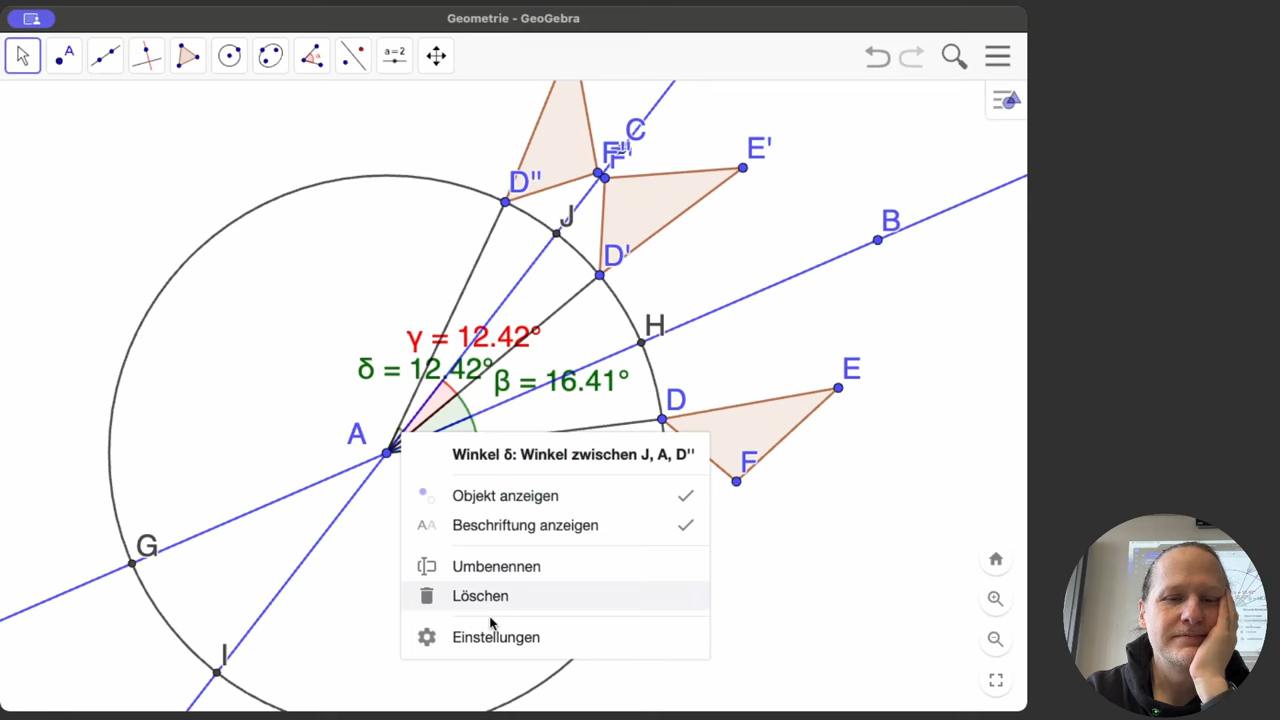 Geometrie - GeoGebra
A
a=2
C
F''
F'
E'
D''
J
B
D'
H
γ = 12.42°
δ = 12.42°
β = 16.41°
E
D
A
Winkel δ: Winkel zwischen J, A, D''
F
Objekt anzeigen
AA Beschriftung anzeigen
G
Umbenennen
Löschen
Einstellungen
I